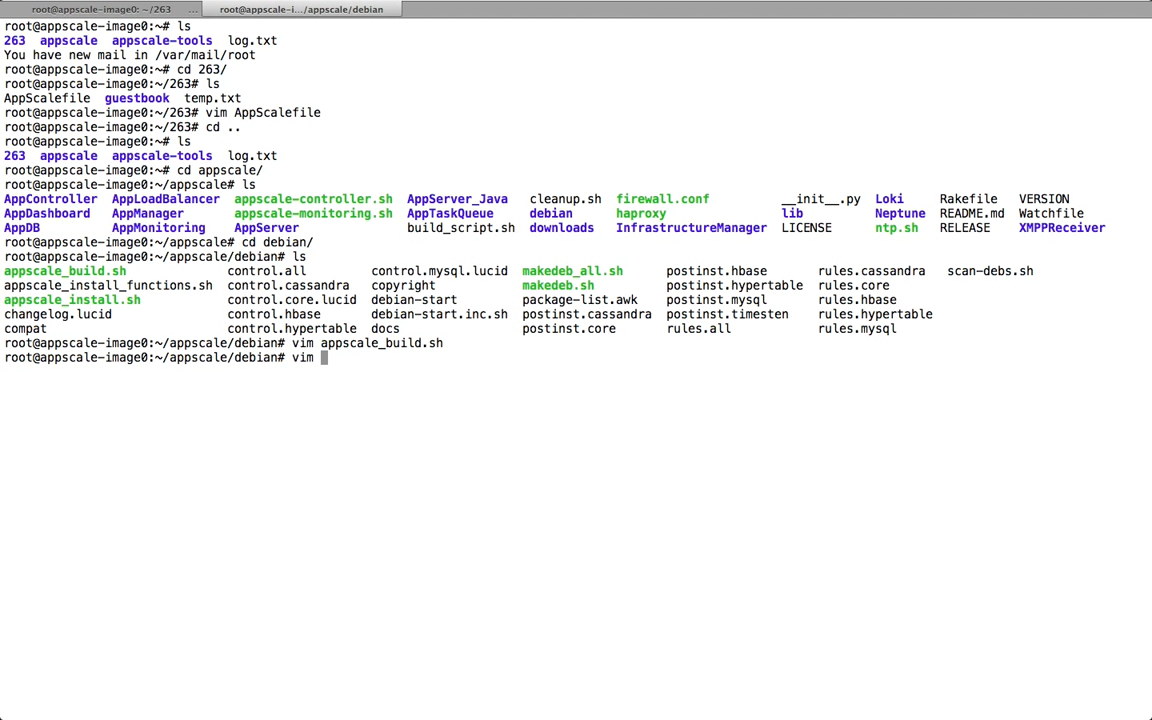 root@appscale-image0: ~/263 ... root@appscale-i.../appscale/debian
root@appscale-image0:~# ls
263 appscale appscale-tools log.txt
You have new mail in /var/mail/root
root@appscale-image0:~# cd 263/
root@appscale-image0:~/263# ls
AppScalefile guestbook temp.txt
root@appscale-image0:~/263# vim AppScalefile
root@appscale-image0:~/263# cd ..
root@appscale-image0:~# ls
263 appscale appscale-tools log.txt
root@appscale-image0:~# cd appscale/
root@appscale-image0:~/appscale# ls
AppController AppLoadBalancer appscale-controller.sh AppServer_Java cleanup.sh firewall.conf __init__.py Loki Rakefile VERSION
AppDashboard AppManager appscale-monitoring.sh AppTaskQueue debian haproxy lib Neptune README.md Watchfile
AppDB AppMonitoring AppServer build_script.sh downloads InfrastructureManager LICENSE ntp.sh RELEASE XMPPReceiver
root@appscale-image0:~/appscale# cd debian/
root@appscale-image0:~/appscale/debian# ls
appscale_build.sh control.all control.mysql.lucid makedeb_all.sh postinst.hbase rules.cassandra scan-debs.sh
appscale_install_functions.sh control.cassandra copyright makedeb.sh postinst.hypertable rules.core
appscale_install.sh control.core.lucid debian-start package-list.awk postinst.mysql rules.hbase
changelog.lucid control.hbase debian-start.inc.sh postinst.cassandra postinst.timesten rules.hypertable
compat control.hypertable docs postinst.core rules.all rules.mysql
root@appscale-image0:~/appscale/debian# vim appscale_build.sh
root@appscale-image0:~/appscale/debian# vim